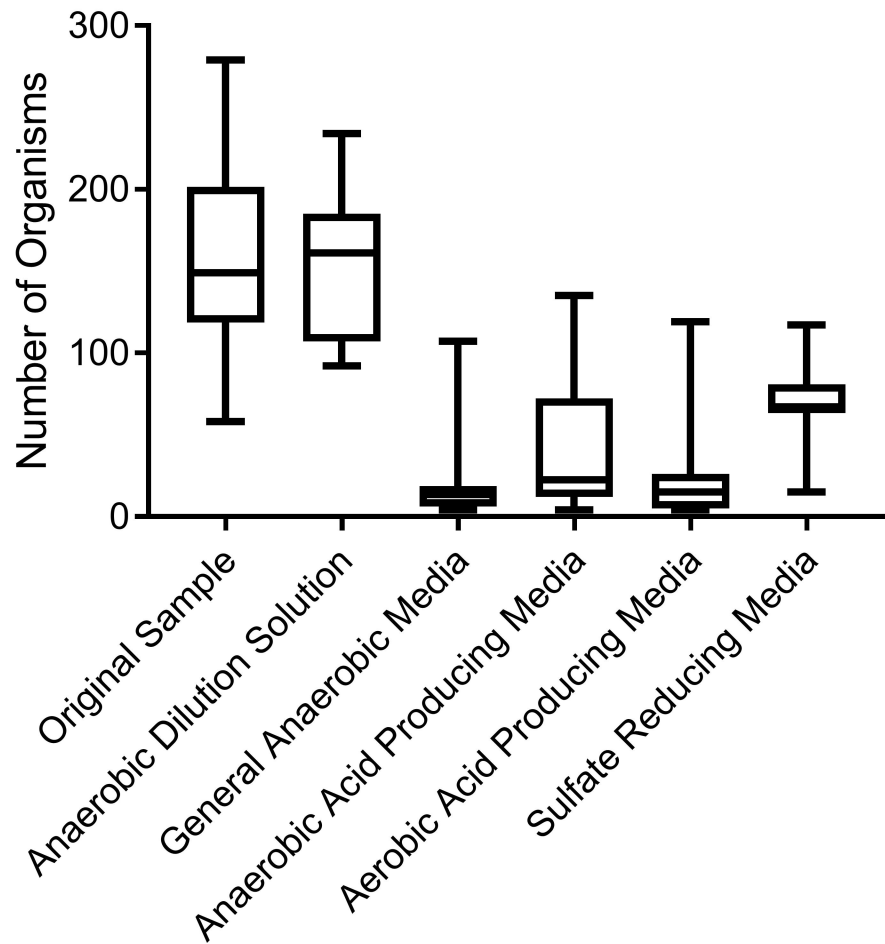 Number of Organisms
300
200
100
0
Original Sample
Anaerobic Dilution Solution
General Anaerobic Media
Anaerobic Acid Producing Media
Aerobic Acid Producing Media
Sulfate Reducing Media